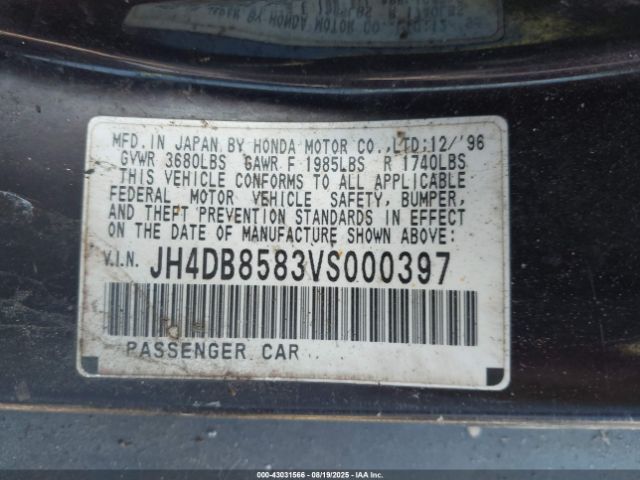 MFD. IN JAPAN BY HONDA MOTOR CO.,LTD:12/'96
GVWR 3680LBS GAWR F 1985LBS R 1740LBS
THIS VEHICLE CONFORMS TO ALL APPLICABLE
FEDERAL MOTOR VEHICLE SAFETY, BUMPER,
AND THEFT PREVENTION STANDARDS IN EFFECT
ON THE DATE OF MANUFACTURE SHOWN ABOVE:
V.I.N. JH4DB8583VS000397
PASSENGER CAR
000-43031566 - 08/19/2025 - IAAI.COM